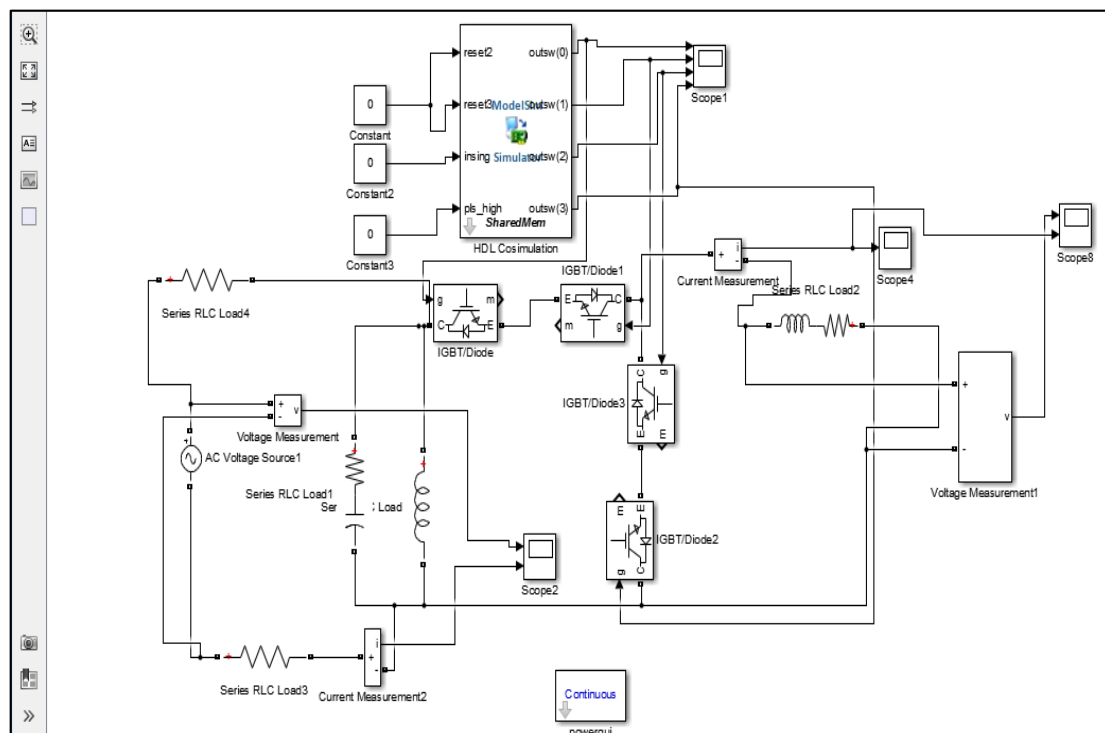 reset2
outsw(0)
reset3
ModelSim
outsw(1)
insing
Simulator
outsw(2)
pls_high
outsw(3)
SharedMem
HDL Cosimulation
0
Constant
0
Constant2
0
Constant3
Scope1
Scope4
Scope8
i
+
-
Current Measurement
Series RLC Load2
Series RLC Load4
g
m
C
E
IGBT/Diode
IGBT/Diode1
E
C
m
g
C
g
IGBT/Diode3
E
m
+
-
v
Voltage Measurement
AC Voltage Source1
Series RLC Load1
Ser
: Load
+
v
-
Voltage Measurement1
m
E
IGBT/Diode2
g
C
Scope2
i
+
-
Series RLC Load3
Current Measurement2
Continuous
powergui